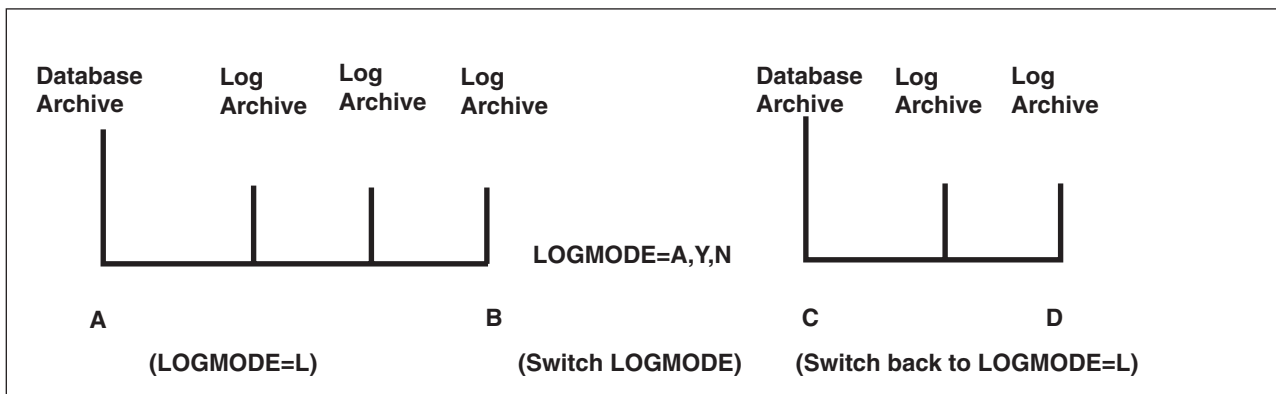 Database
Archive
Log
Archive
Log
Archive
Log
Archive
Database
Archive
Log
Archive
Log
Archive
LOGMODE=A,Y,N
A
B
C
D
(LOGMODE=L)
(Switch LOGMODE)
(Switch back to LOGMODE=L)